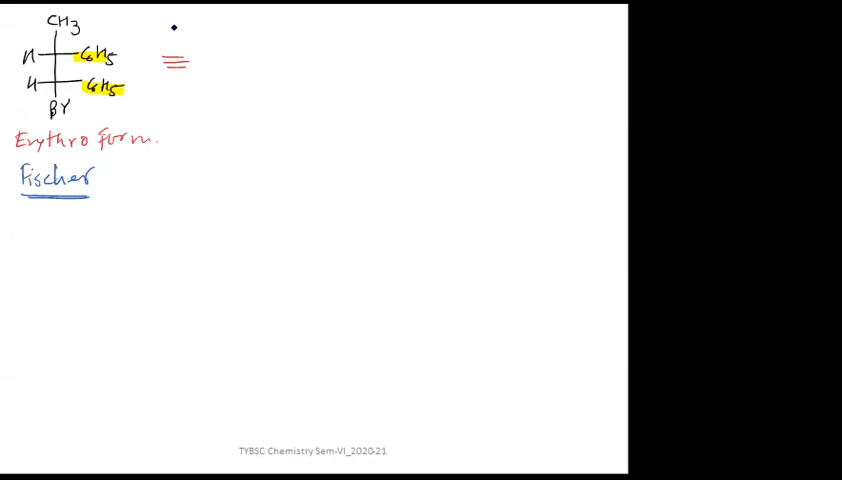 CH3
H C6H5
H C6H5
Br
Erythro form.
Fischer
TYBSC Chemistry Sem-VI_2020-21